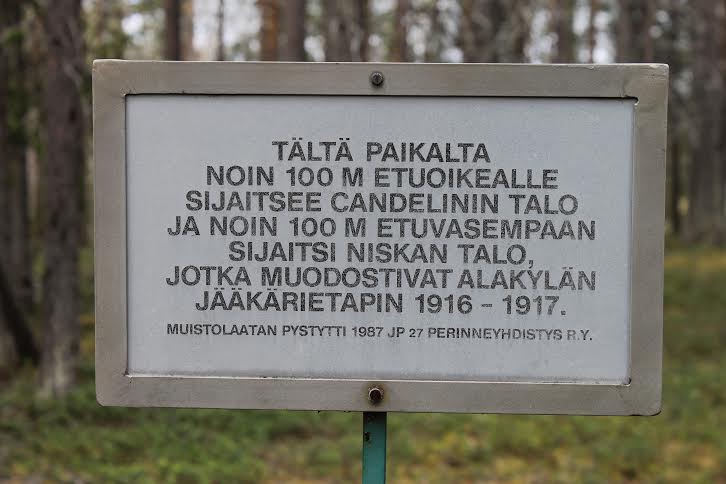 TÄLTÄ PAIKALTA
NOIN 100 M ETUOIKEALLE
SIJAITSEE CANDELININ TALO
JA NOIN 100 M ETUVASEMPAAN
SIJAITSI NISKAN TALO,
JOTKA MUODOSTIVAT ALAKYLÄN
JÄÄKÄRIETAPIN 1916 – 1917.
MUISTOLAATAN PYSTYTTI 1987 JP 27 PERINNEYHDISTYS R.Y.